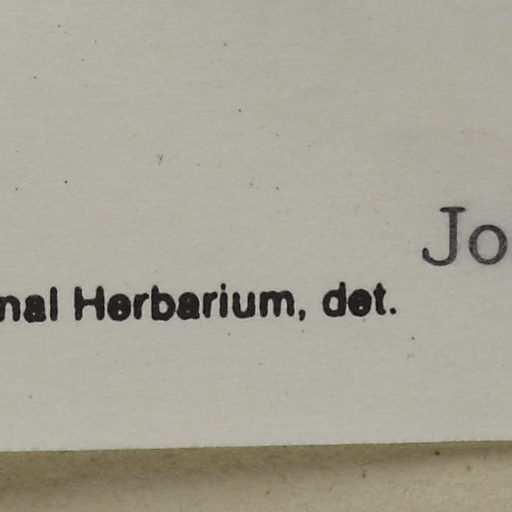 Jo
nal Herbarium, det.